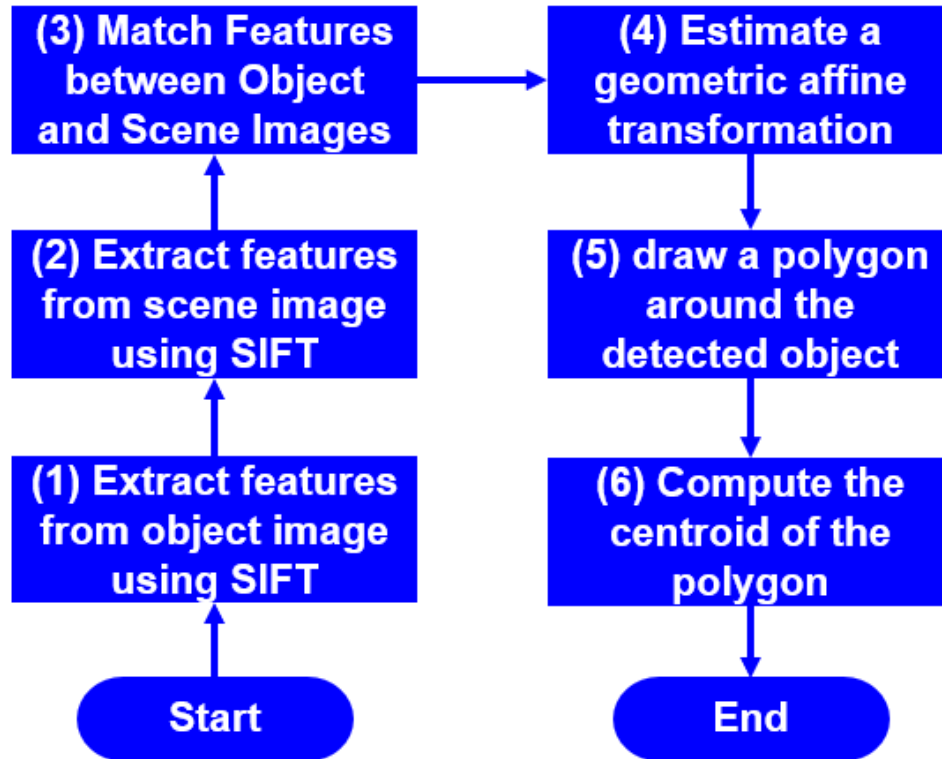 (3) Match Features
between Object
and Scene Images
(4) Estimate a
geometric affine
transformation
(2) Extract features
from scene image
using SIFT
(5) draw a polygon
around the
detected object
(1) Extract features
from object image
using SIFT
(6) Compute the
centroid of the
polygon
Start
End